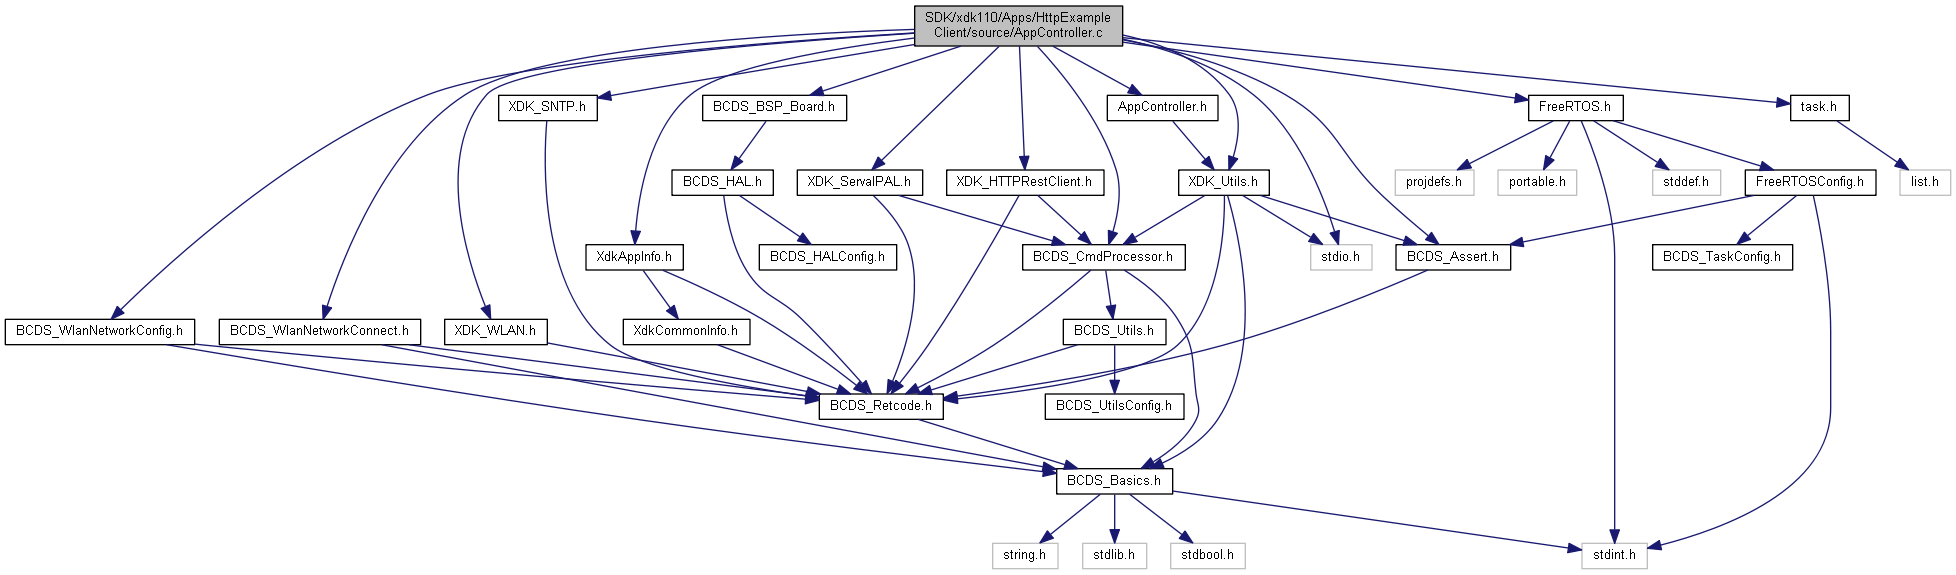 SDK/xdk110/Apps/HttpExample
Client/source/AppController.c
XDK_SNTP.h
BCDS_BSP_Board.h
AppController.h
FreeRTOS.h
task.h
BCDS_HAL.h
XDK_ServalPAL.h
XDK_HTTPRestClient.h
XDK_Utils.h
projdefs.h
portable.h
stddef.h
FreeRTOSConfig.h
list.h
XdkAppInfo.h
BCDS_HALConfig.h
BCDS_CmdProcessor.h
stdio.h
BCDS_Assert.h
BCDS_TaskConfig.h
BCDS_WlanNetworkConfig.h
BCDS_WlanNetworkConnect.h
XDK_WLAN.h
XdkCommonInfo.h
BCDS_Utils.h
BCDS_Retcode.h
BCDS_UtilsConfig.h
BCDS_Basics.h
string.h
stdlib.h
stdbool.h
stdint.h